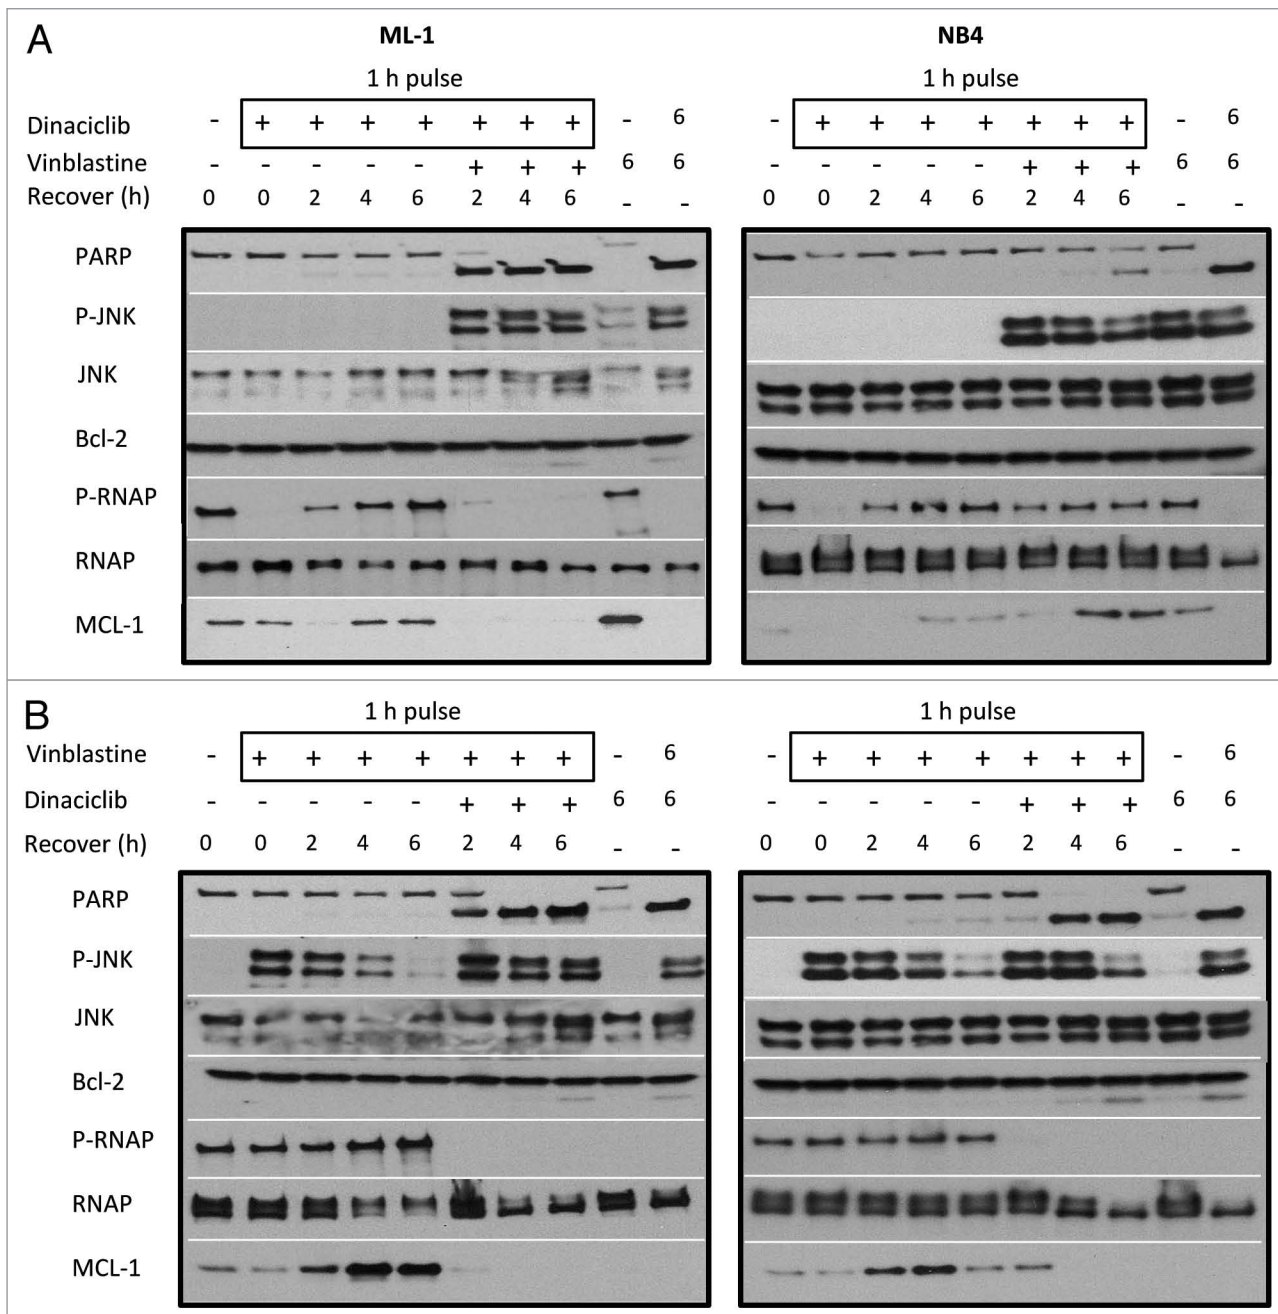 A
ML-1 NB4
1 h pulse 1 h pulse
Dinaciclib - + + + + + + + - 6 - + + + + + + + - 6
Vinblastine - - - - - + + + 6 6 - - - - - + + + 6 6
Recover (h) 0 0 2 4 6 2 4 6 - - 0 0 2 4 6 2 4 6 - -
PARP
P-JNK
JNK
Bcl-2
P-RNAP
RNAP
MCL-1
B
1 h pulse 1 h pulse
Vinblastine - + + + + + + + - 6 - + + + + + + + - 6
Dinaciclib - - - - - + + + 6 6 - - - - - + + + 6 6
Recover (h) 0 0 2 4 6 2 4 6 - - 0 0 2 4 6 2 4 6 - -
PARP
P-JNK
JNK
Bcl-2
P-RNAP
RNAP
MCL-1